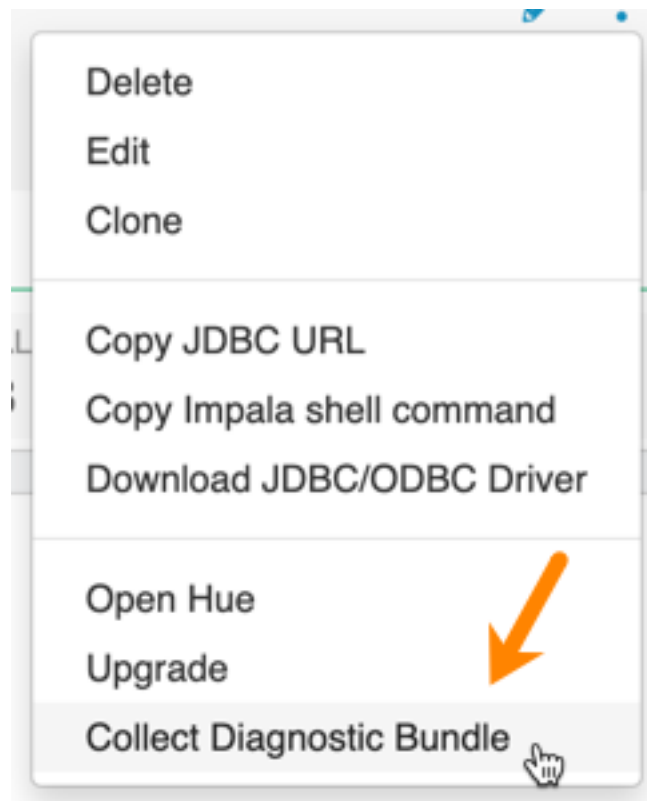 Delete
Edit
Clone
Copy JDBC URL
Copy Impala shell command
Download JDBC/ODBC Driver
Open Hue
Upgrade
Collect Diagnostic Bundle